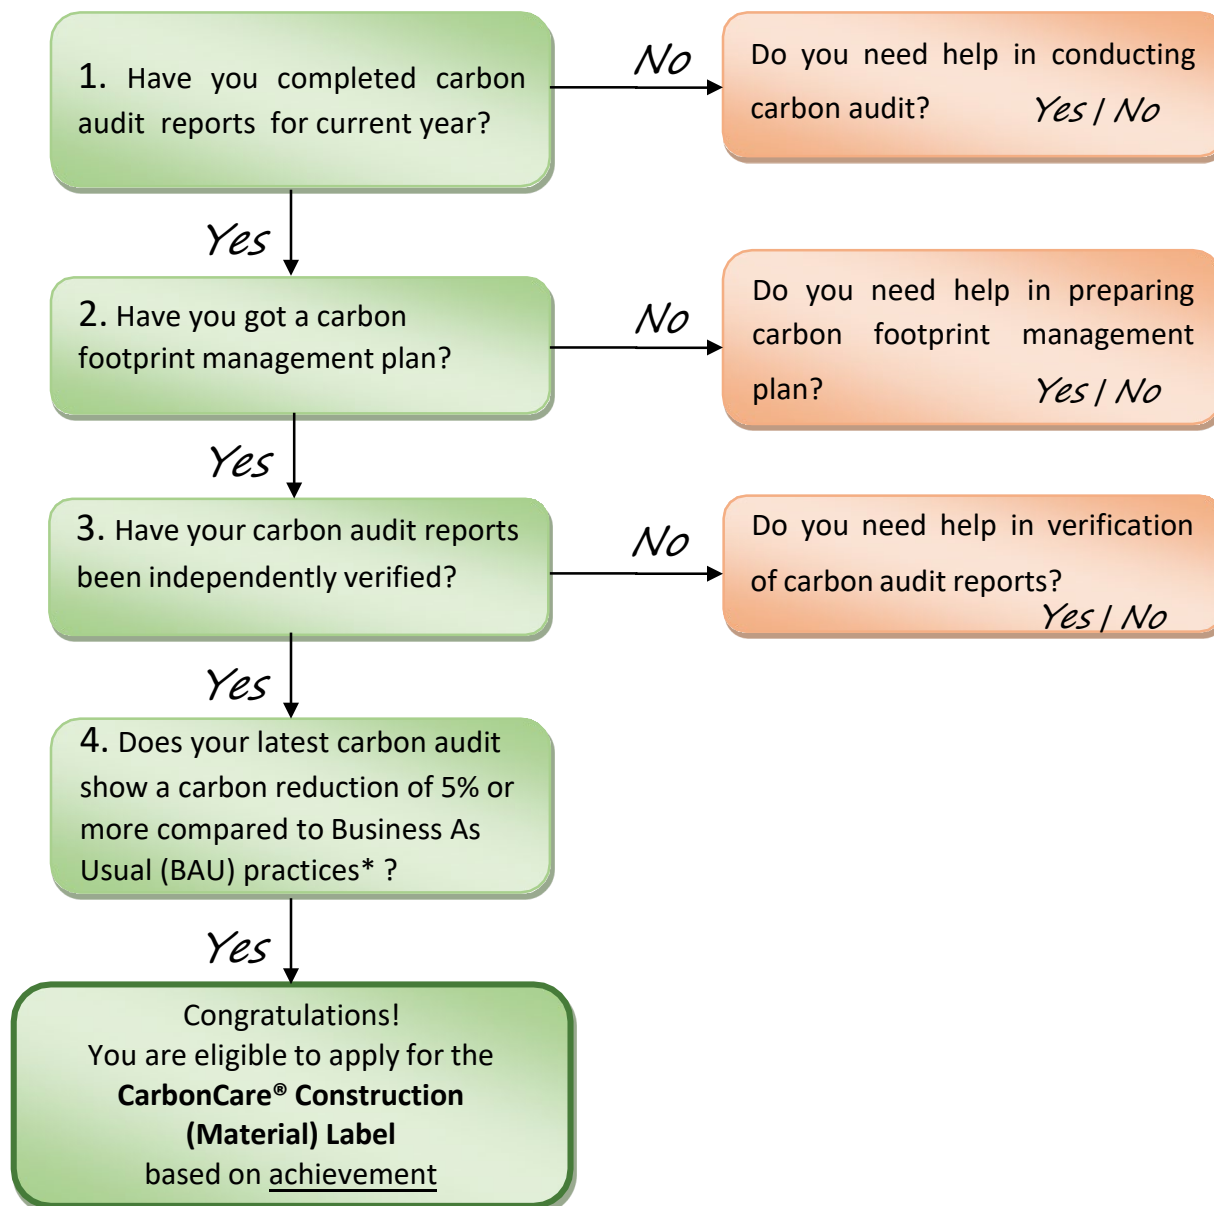 1. Have you completed carbon
audit reports for current year?
No
Do you need help in conducting
carbon audit? Yes / No
Yes
2. Have you got a carbon
footprint management plan?
No
Do you need help in preparing
carbon footprint management
plan? Yes / No
Yes
3. Have your carbon audit reports
been independently verified?
No
Do you need help in verification
of carbon audit reports?
Yes / No
Yes
4. Does your latest carbon audit
show a carbon reduction of 5% or
more compared to Business As
Usual (BAU) practices* ?
Yes
Congratulations!
You are eligible to apply for the
CarbonCare® Construction
(Material) Label
based on achievement